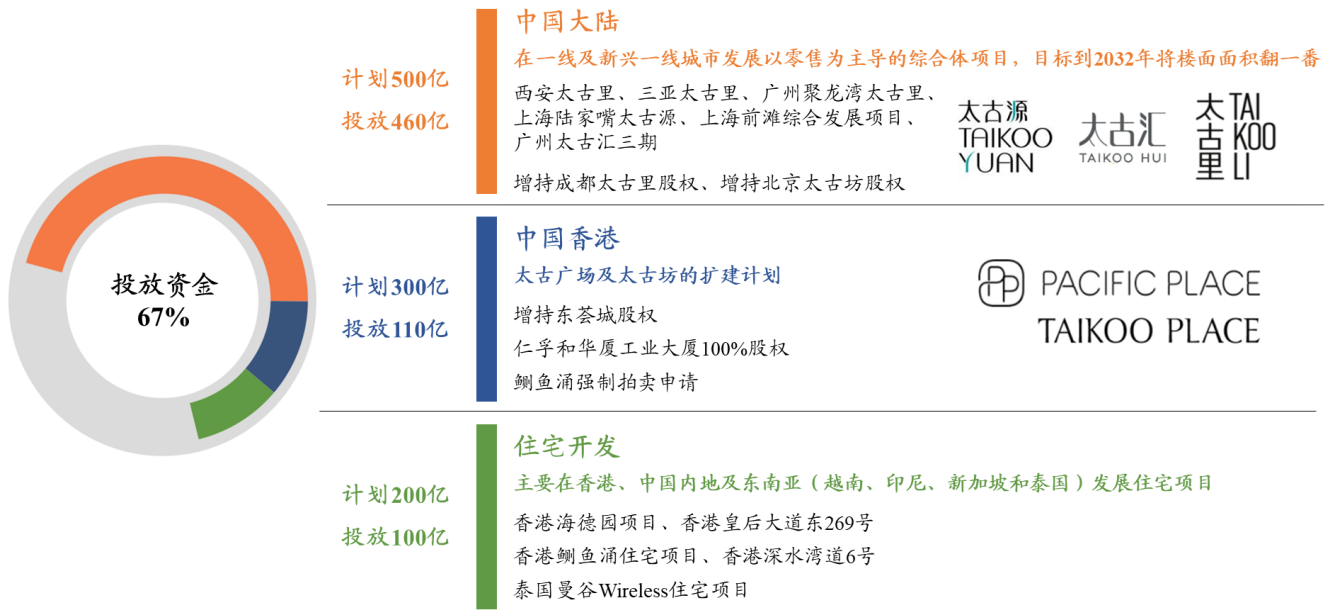 投放资金
67%
计划500亿
投放460亿
中国大陆
在一线及新兴一线城市发展以零售为主导的综合体项目，目标到2032年将楼面面积翻一番
西安太古里、三亚太古里、广州聚龙湾太古里、
上海陆家嘴太古源、上海前滩综合发展项目、
广州太古汇三期
增持成都太古里股权、增持北京太古坊股权
太古源
TAIKOO
YUAN
太古汇
TAIKOO HUI
太古里
TAI
KOO
LI
计划300亿
投放110亿
中国香港
太古广场及太古坊的扩建计划
增持东荟城股权
仁孚和华厦工业大厦100%股权
鲗鱼涌强制拍卖申请
PP PACIFIC PLACE
TAIKOO PLACE
计划200亿
投放100亿
住宅开发
主要在香港、中国内地及东南亚（越南、印尼、新加坡和泰国）发展住宅项目
香港海德园项目、香港皇后大道东269号
香港鲗鱼涌住宅项目、香港深水湾道6号
泰国曼谷Wireless住宅项目